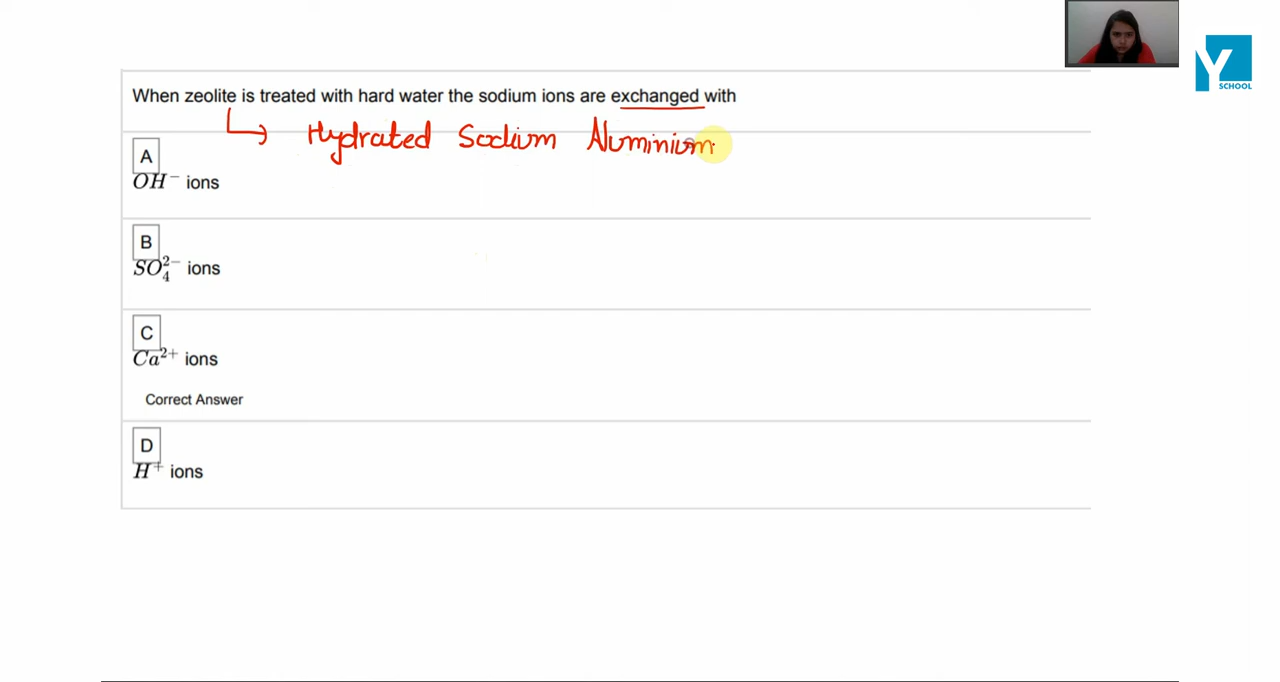 Y
SCHOOL
When zeolite is treated with hard water the sodium ions are exchanged with
Hydrated Sodium Aluminium
A
OH⁻ ions
B
SO₄²⁻ ions
C
Ca²⁺ ions
Correct Answer
D
H⁺ ions